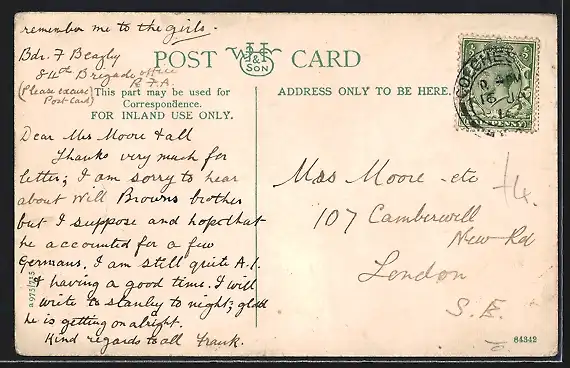 remember me to the girls.
Bdr. F Beagly
84th Brigade office
R.F.A.
(Please excuse
Post card)
POST CARD
J&S
SON
This part may be used for
Correspondence.
FOR INLAND USE ONLY.
ADDRESS ONLY TO BE HERE.
COLCHESTER
Dear Mrs Moore & all
Thanks very much for
letter; I am sorry to hear
about Will Browns brother
but I suppose and hope that
he accounted for a few
Germans, I am still quite A.1.
& having a good time. I will
write to stanley to night; glad
he is getting on alright.
Kind regards to all Frank.
Mrs Moore etc
107 Camberwell
New Rd
London
S.E.
84342